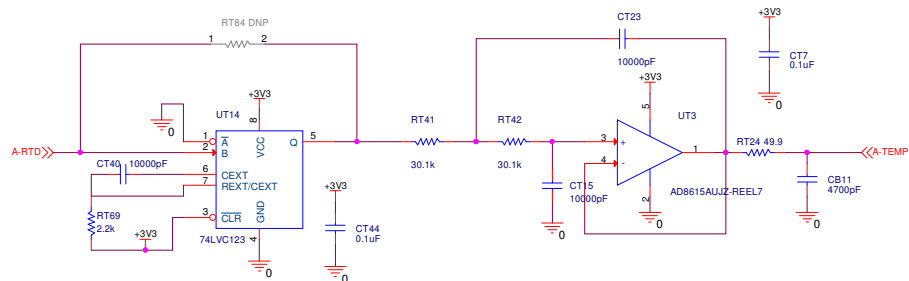 RT84 DNP
1
2
CT23
10000pF
+3V3
CT7
0.1uF
0
+3V3
UT14
8
0
1
A
2
B
VCC
Q
5
RT41
30.1k
RT42
30.1k
+3V3
5
UT3
3
+
4
-
1
2
AD8615AUJZ-REEL7
0
RT24 49.9
A-TEMP
CB11
4700pF
0
A-RTD
CT40
10000pF
6
CEXT
7
REXT/CEXT
3
CLR
GND
4
RT69
2.2k
+3V3
74LVC123
0
+3V3
CT44
0.1uF
0
CT15
10000pF
0